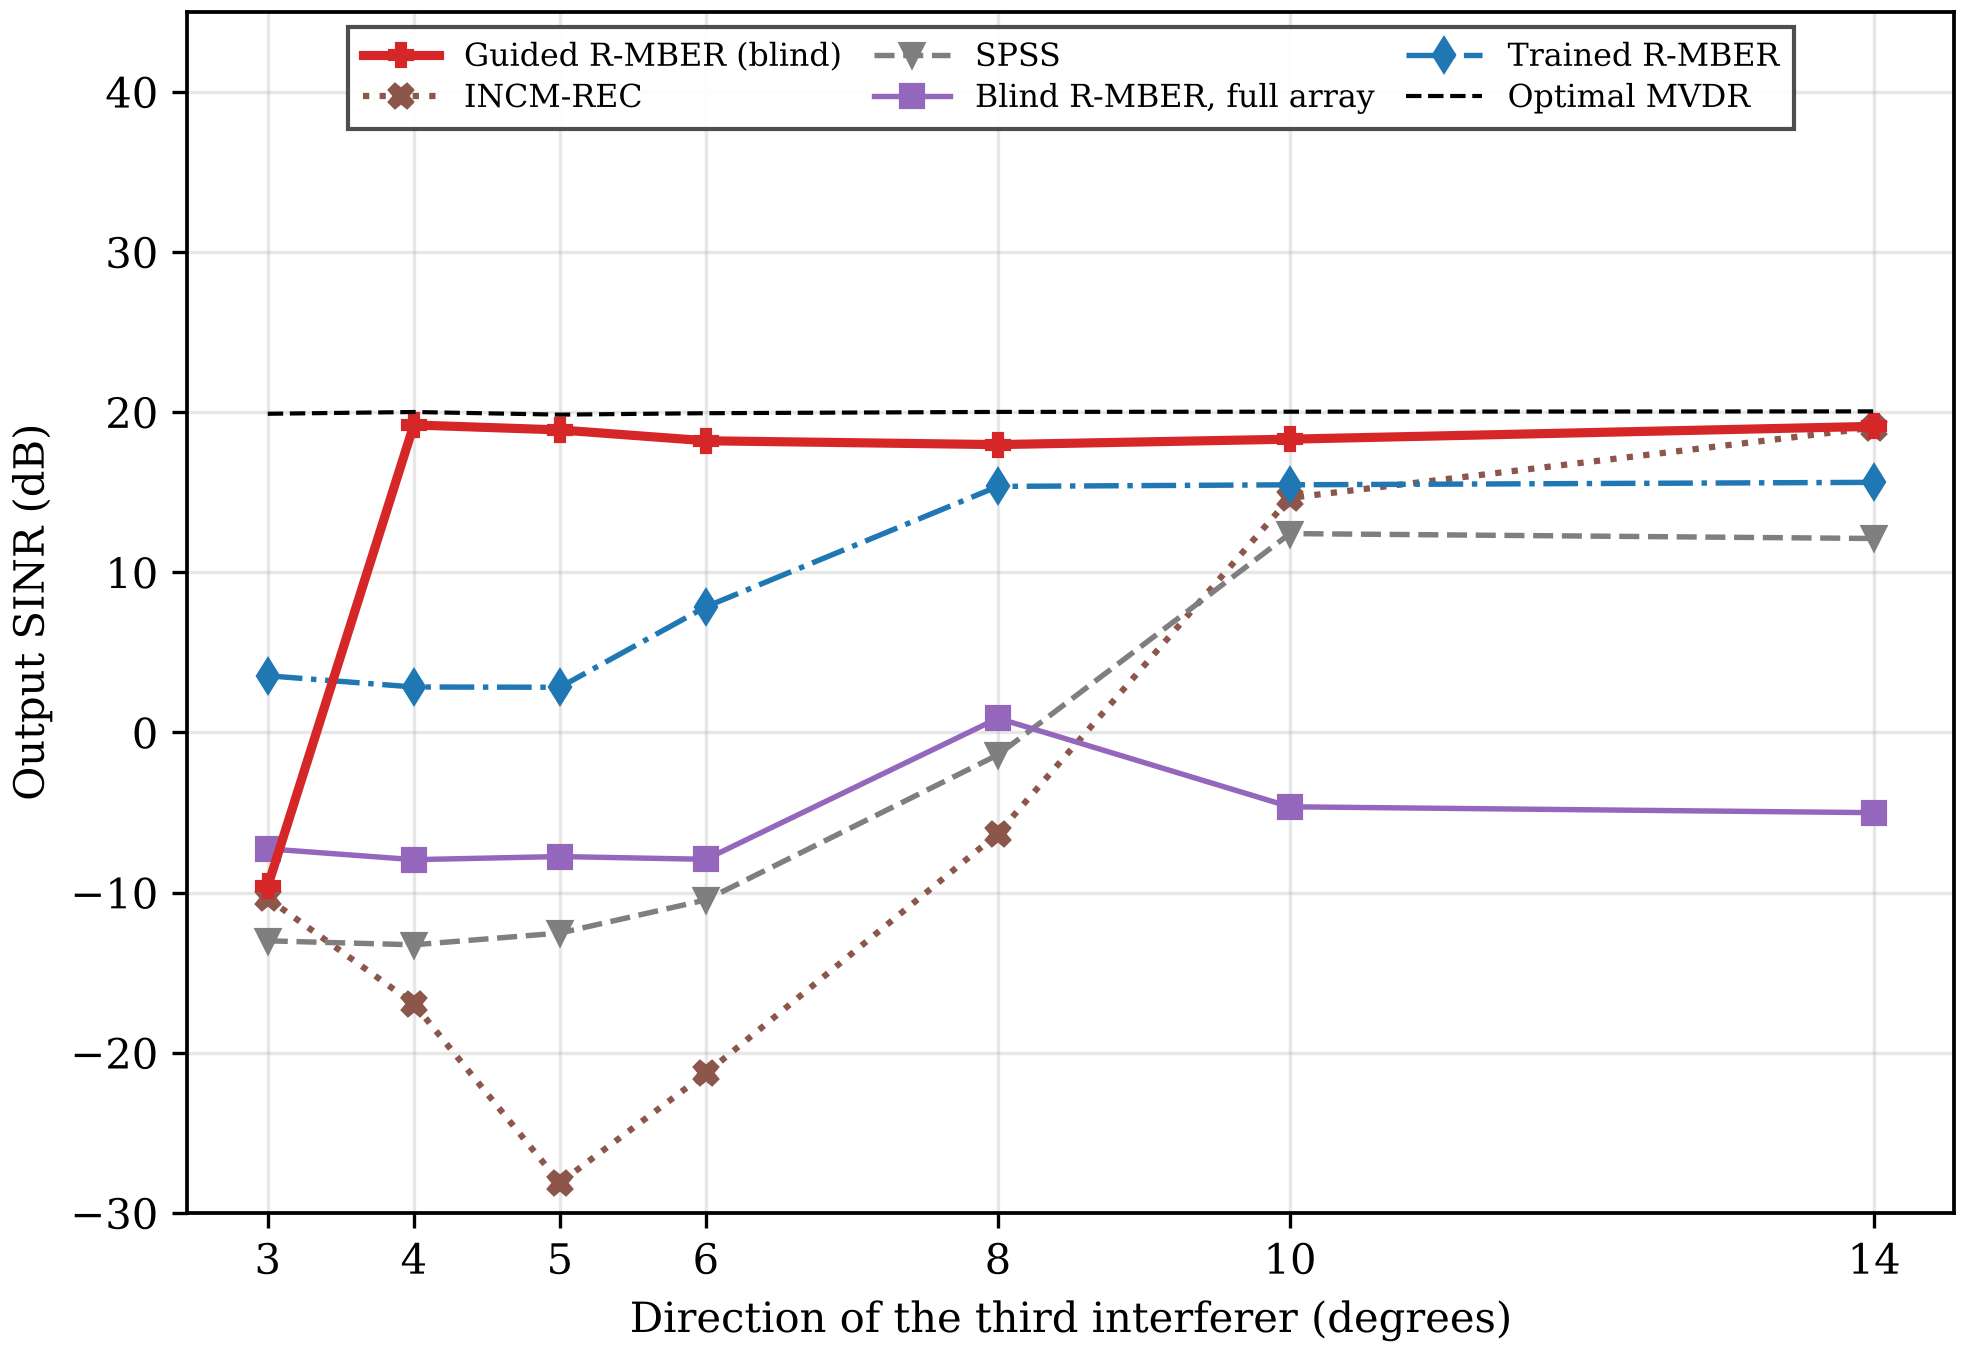 Guided R-MBER (blind)
INCM-REC
SPSS
Blind R-MBER, full array
Trained R-MBER
Optimal MVDR
40
30
20
10
0
−10
−20
−30
Output SINR (dB)
3 4 5 6 8 10 14
Direction of the third interferer (degrees)